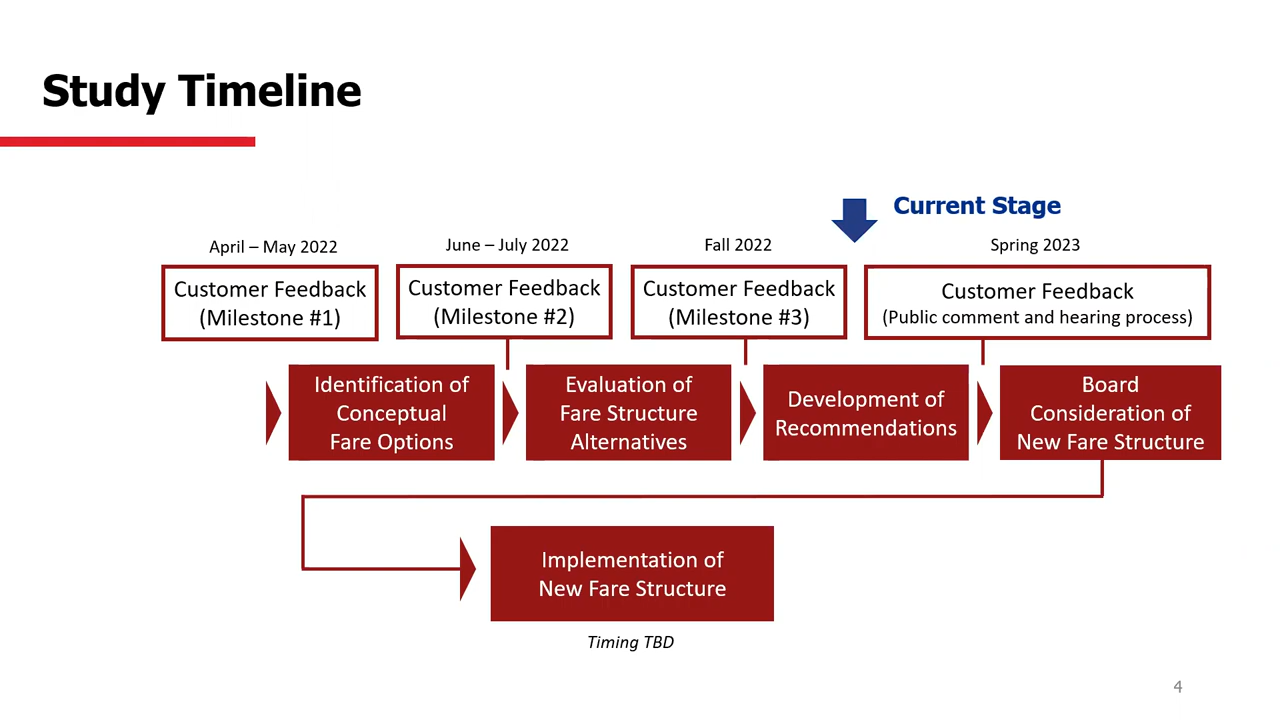 Study Timeline
Current Stage
April – May 2022
June – July 2022
Fall 2022
Spring 2023
Customer Feedback
(Milestone #1)
Customer Feedback
(Milestone #2)
Customer Feedback
(Milestone #3)
Customer Feedback
(Public comment and hearing process)
Identification of
Conceptual
Fare Options
Evaluation of
Fare Structure
Alternatives
Development of
Recommendations
Board
Consideration of
New Fare Structure
Implementation of
New Fare Structure
Timing TBD
4